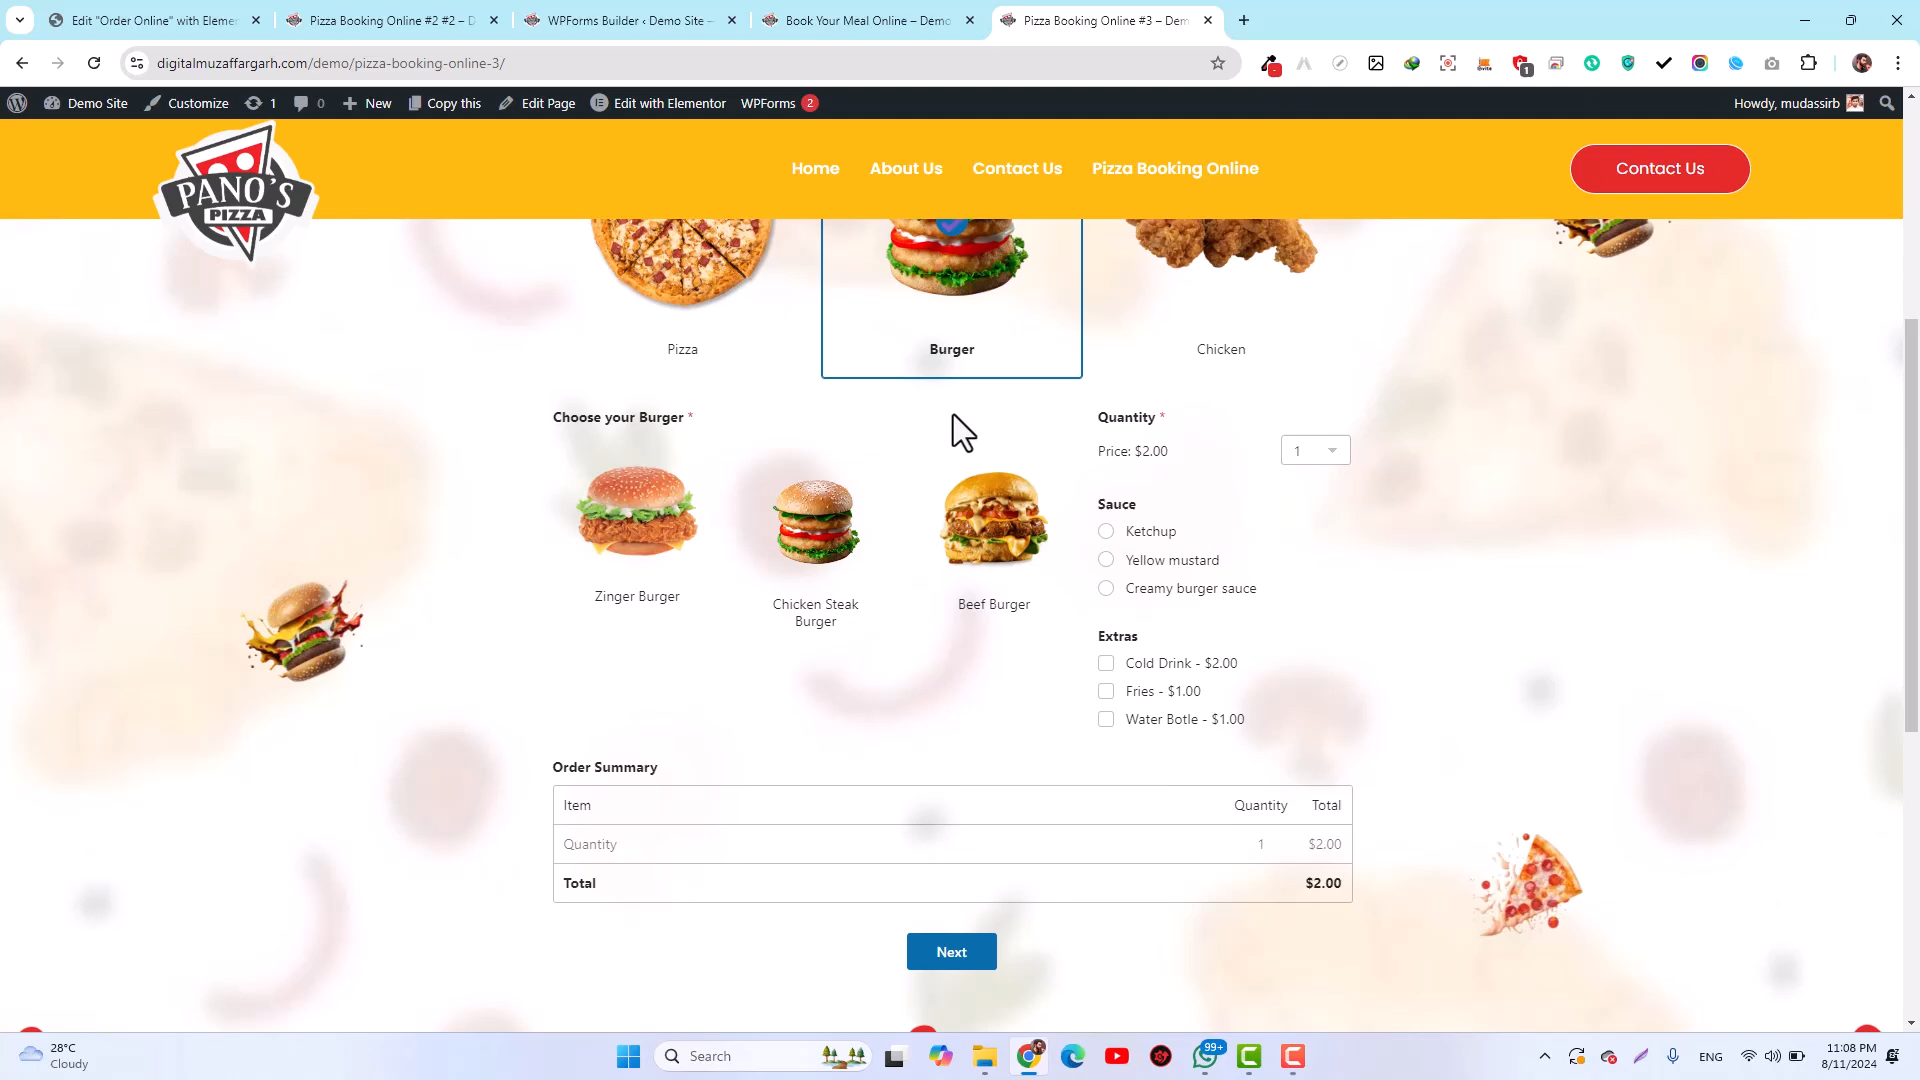 Edit "Order Online" with Elemen
Pizza Booking Online #2 #2 – D
WPForms Builder ‹ Demo Site –
Book Your Meal Online – Demo
Pizza Booking Online #3 – Dem
digitalmuzaffargarh.com/demo/pizza-booking-online-3/
1
Demo Site
Customize
1
0
New
Copy this
Edit Page
Edit with Elementor
WPForms 2
Howdy, mudassirb
PANO'S
PIZZA
Home
About Us
Contact Us
Pizza Booking Online
Contact Us
Pizza
Burger
Chicken
Choose your Burger *
Zinger Burger
Chicken Steak
Burger
Beef Burger
Quantity *
Price: $2.00
1
Sauce
Ketchup
Yellow mustard
Creamy burger sauce
Extras
Cold Drink - $2.00
Fries - $1.00
Water Botle - $1.00
Order Summary
Item Quantity Total
Quantity 1 $2.00
Total $2.00
Next
28°C
Cloudy
Search
99+
ENG
11:08 PM
8/11/2024